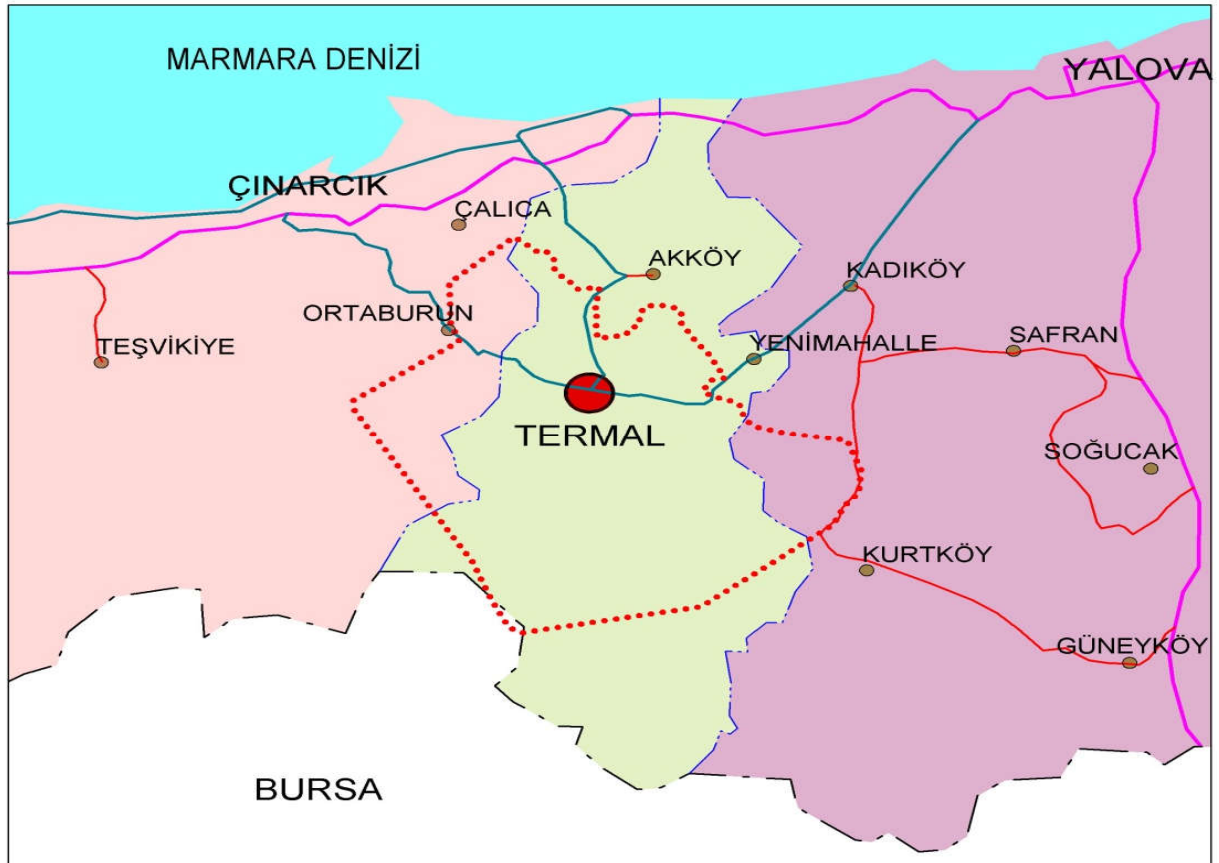 MARMARA DENİZİ
YALOVA
ÇINARCIK
ÇALICA
AKKÖY
KADIKÖY
ORTABURUN
TEŞVİKİYE
YENİMAHALLE
SAFRAN
TERMAL
SOĞUCAK
KURTKÖY
GÜNEYKÖY
BURSA